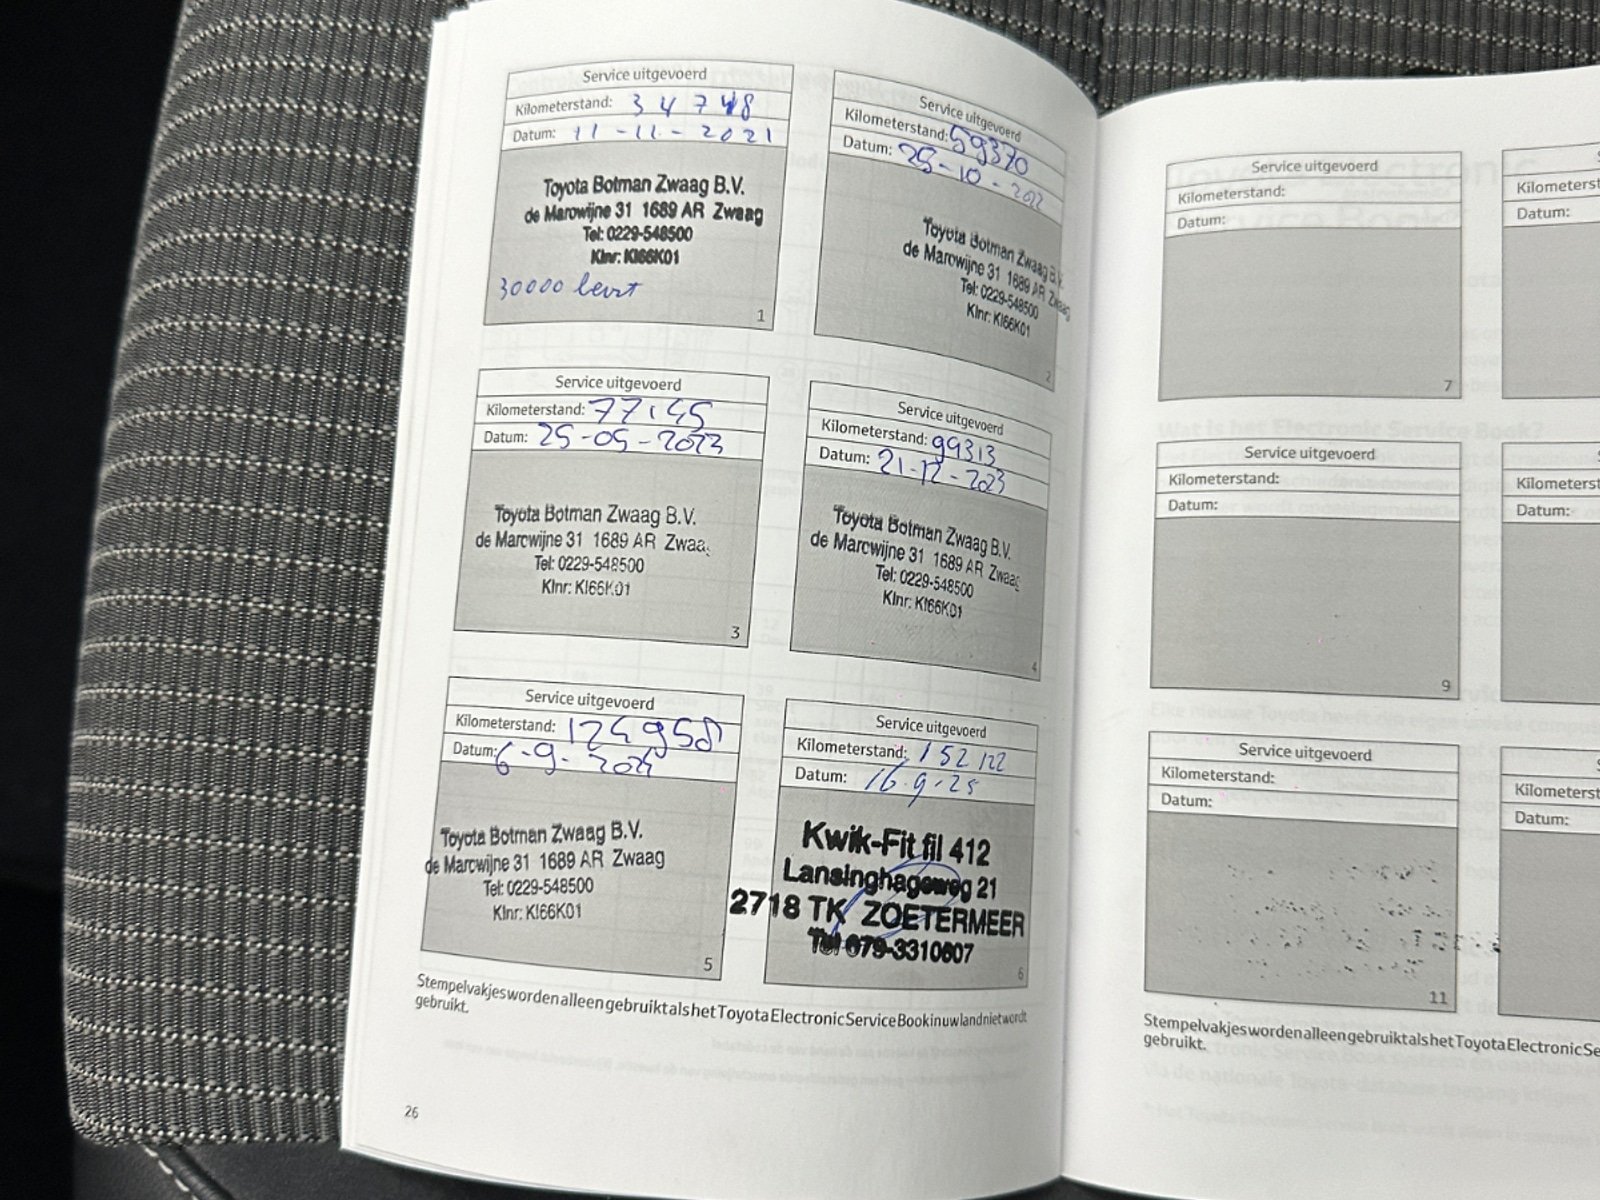 Service uitgevoerd
Kilometerstand: 34748
Datum: 11-11-2021
Toyota Botman Zwaag B.V.
de Marowijne 31 1689 AR Zwaag
Tel: 0229-548500
Klnr: KI66K01
30000 beurt
1
Service uitgevoerd
Kilometerstand: 59370
Datum: 25-10-2022
Toyota Botman Zwaag B.V.
de Marowijne 31 1689 AR Zwaag
Tel: 0229-548500
Klnr: KI66K01
2
Service uitgevoerd
Kilometerstand: 77145
Datum: 25-05-2023
Toyota Botman Zwaag B.V.
de Marowijne 31 1689 AR Zwaag
Tel: 0229-548500
Klnr: KI66K01
3
Service uitgevoerd
Kilometerstand: 99313
Datum: 21-12-2023
Toyota Botman Zwaag B.V.
de Marowijne 31 1689 AR Zwaag
Tel: 0229-548500
Klnr: KI66K01
4
Service uitgevoerd
Kilometerstand: 124958
Datum: 6-9-2024
Toyota Botman Zwaag B.V.
de Marowijne 31 1689 AR Zwaag
Tel: 0229-548500
Klnr: KI66K01
5
Service uitgevoerd
Kilometerstand: 152122
Datum: 16-9-25
Kwik-Fit fil 412
Lansinghageweg 21
2718 TK ZOETERMEER
Tel 079-3310607
6
Stempelvakjes worden alleen gebruikt als het Toyota Electronic Service Book in uw land niet wordt
gebruikt.
26
Service uitgevoerd
Kilometerstand:
Datum:
7
Kilometerst
Datum:
Service uitgevoerd
Kilometerstand:
Datum:
9
Kilometerst
Datum:
Service uitgevoerd
Kilometerstand:
Datum:
11
Kilometerst
Datum:
Stempelvakjes worden alleen gebruikt als het Toyota Electronic Se
gebruikt.